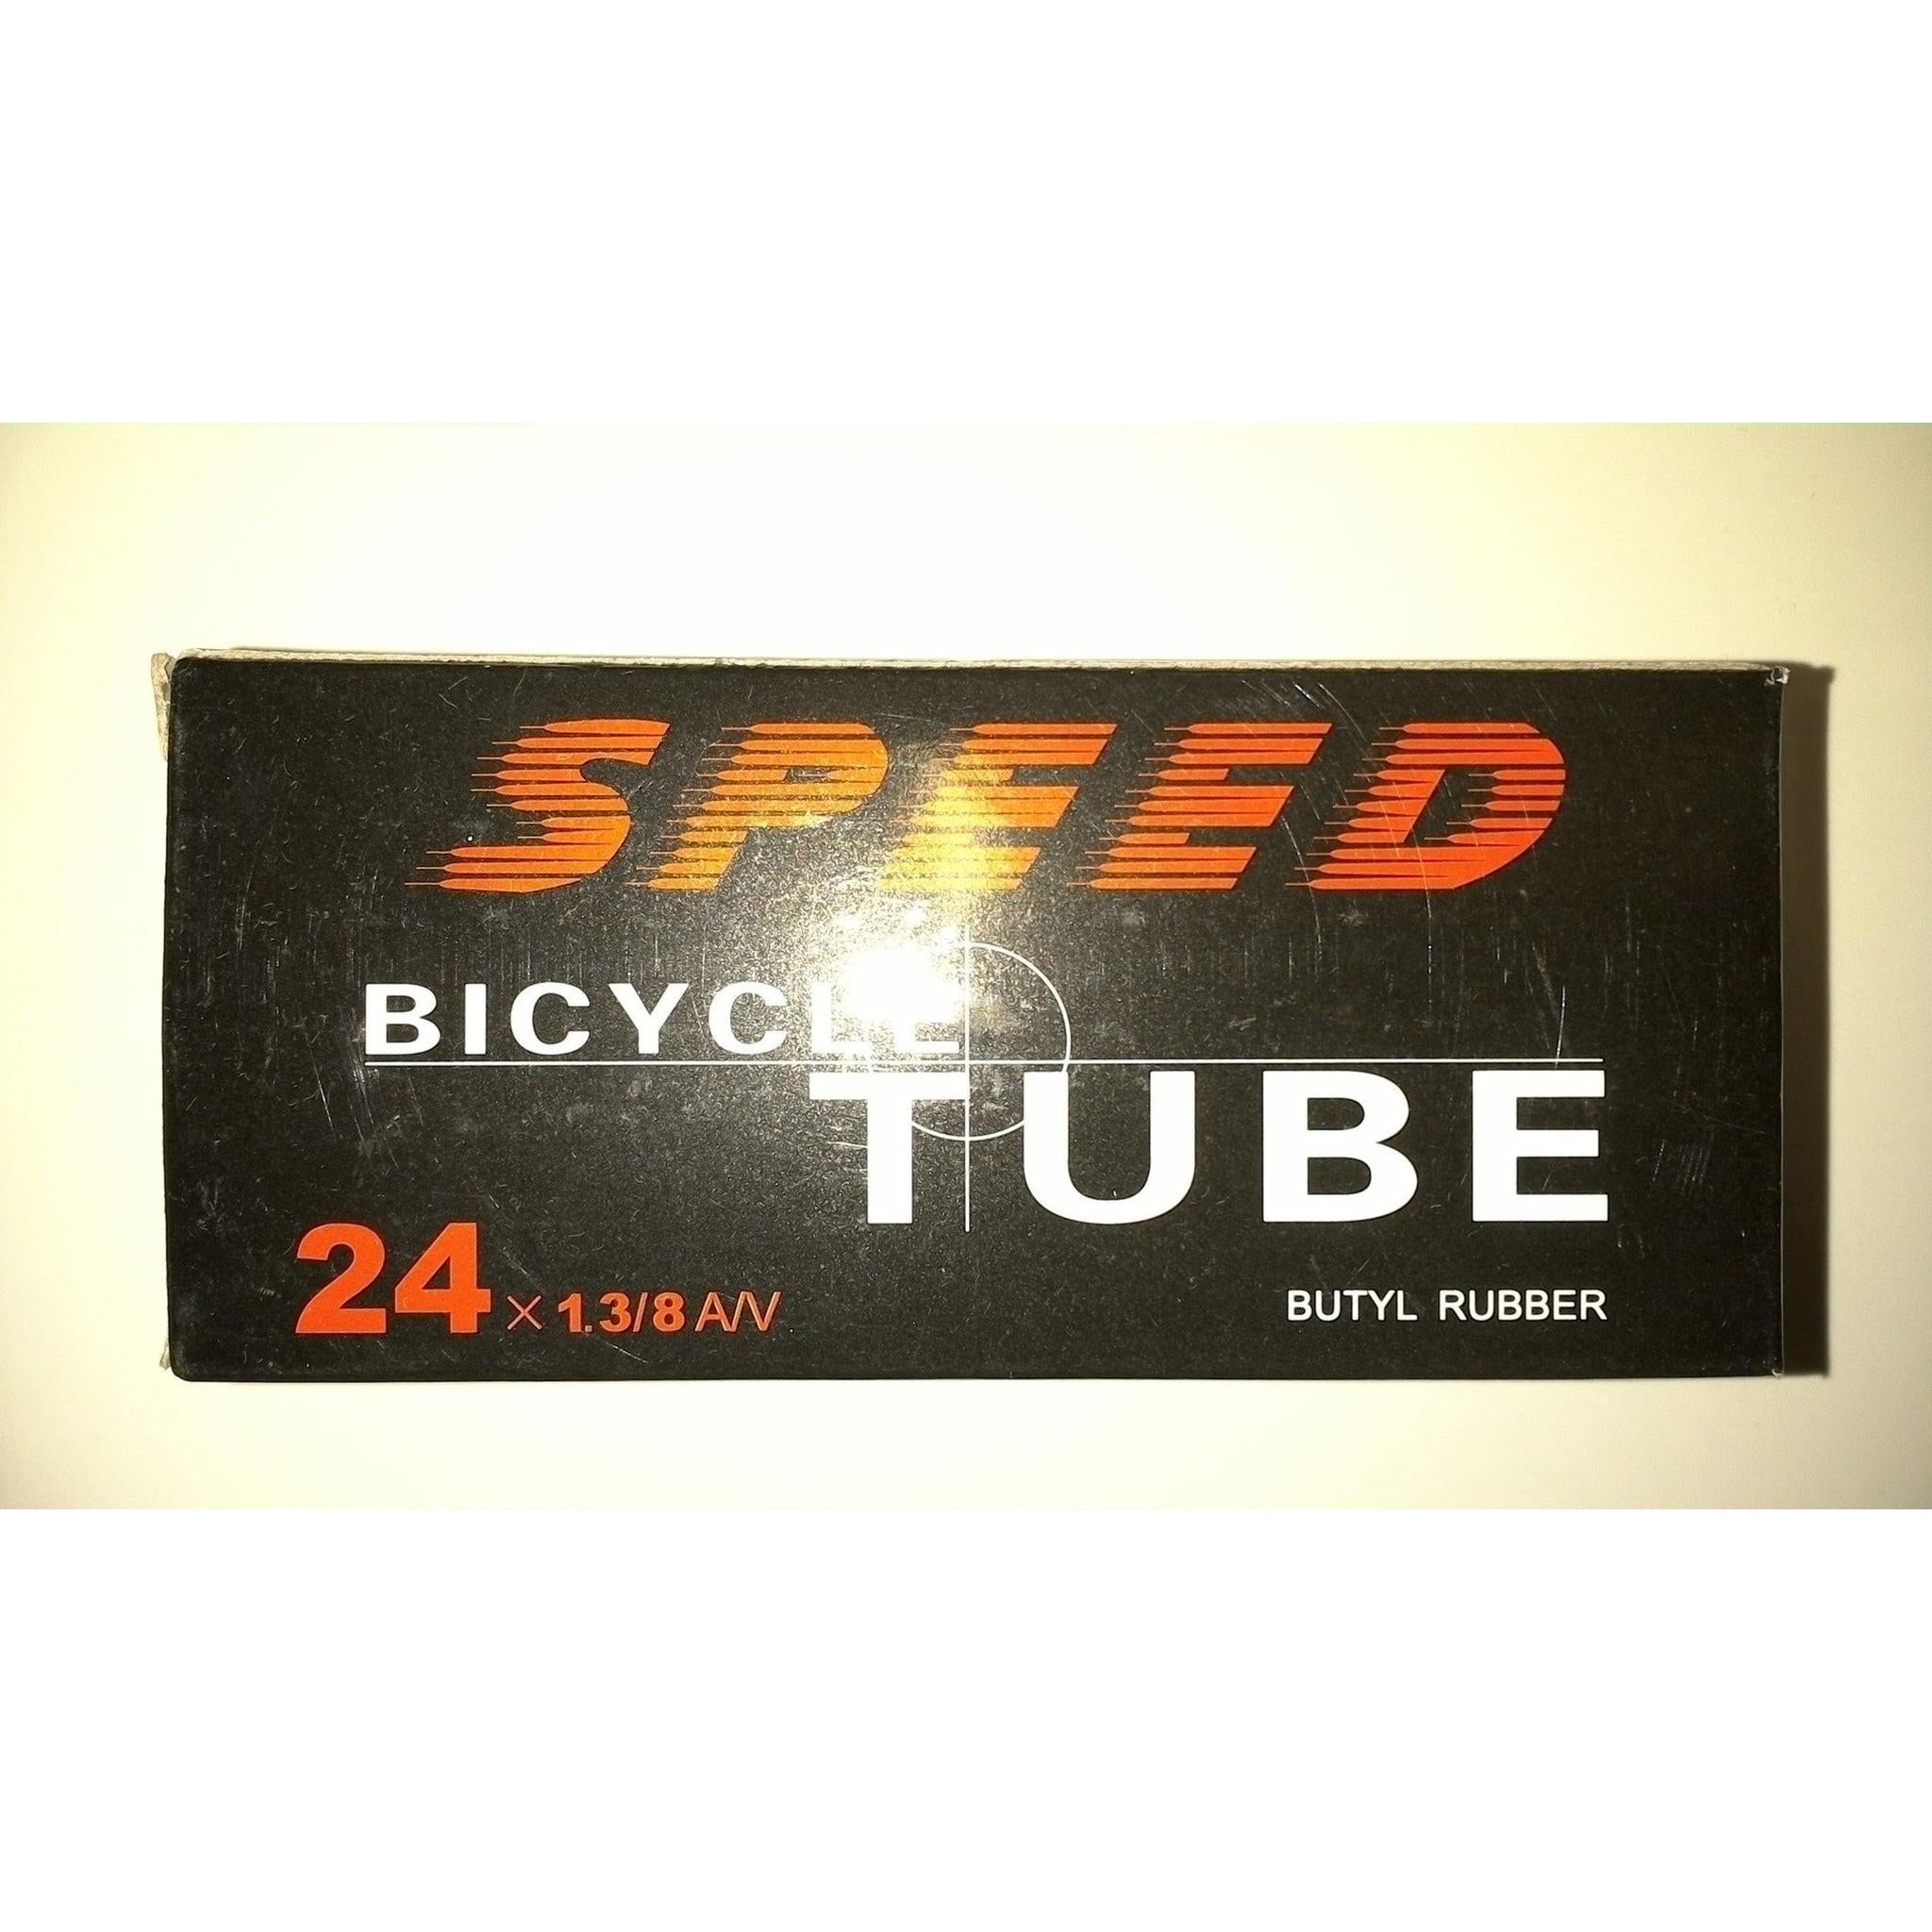 SPEED
BICYCLE
TUBE
24 × 1.3/8 A/V
BUTYL RUBBER